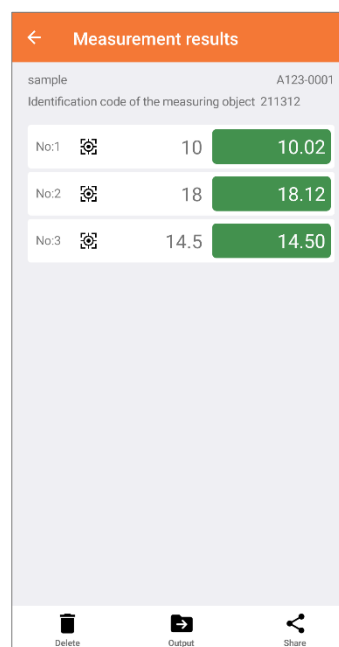 Measurement results
sample A123-0001
Identification code of the measuring object 211312
No:1 10 10.02
No:2 18 18.12
No:3 14.5 14.50
Delete Output Share